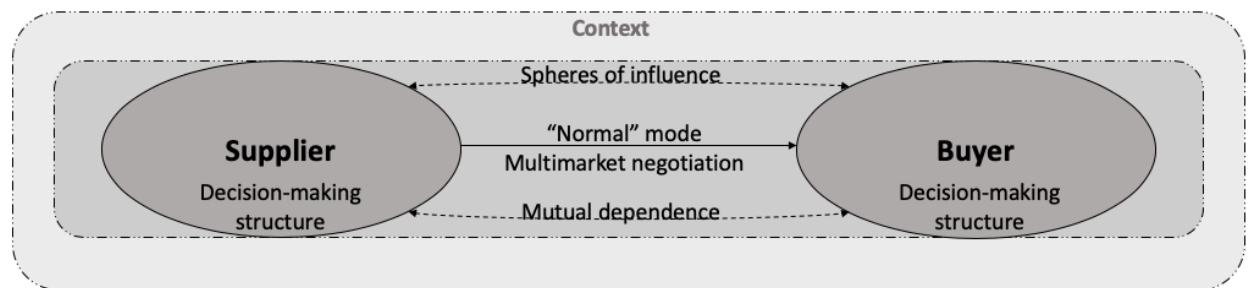 Context
Spheres of influence
“Normal” mode
Supplier
Buyer
Multimarket negotiation
Decision-making
structure
Decision-making
structure
Mutual dependence